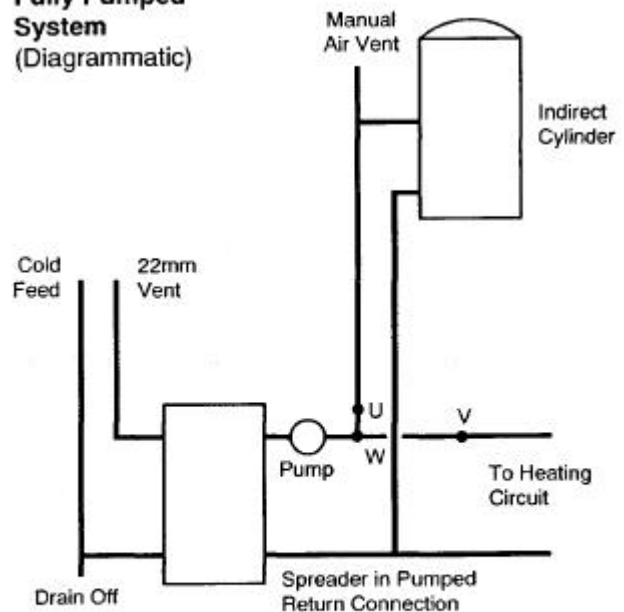 Fully Pumped
System
(Diagrammatic)
Manual
Air Vent
Indirect
Cylinder
Cold
Feed
22mm
Vent
U
V
W
Pump
To Heating
Circuit
Drain Off
Spreader in Pumped
Return Connection